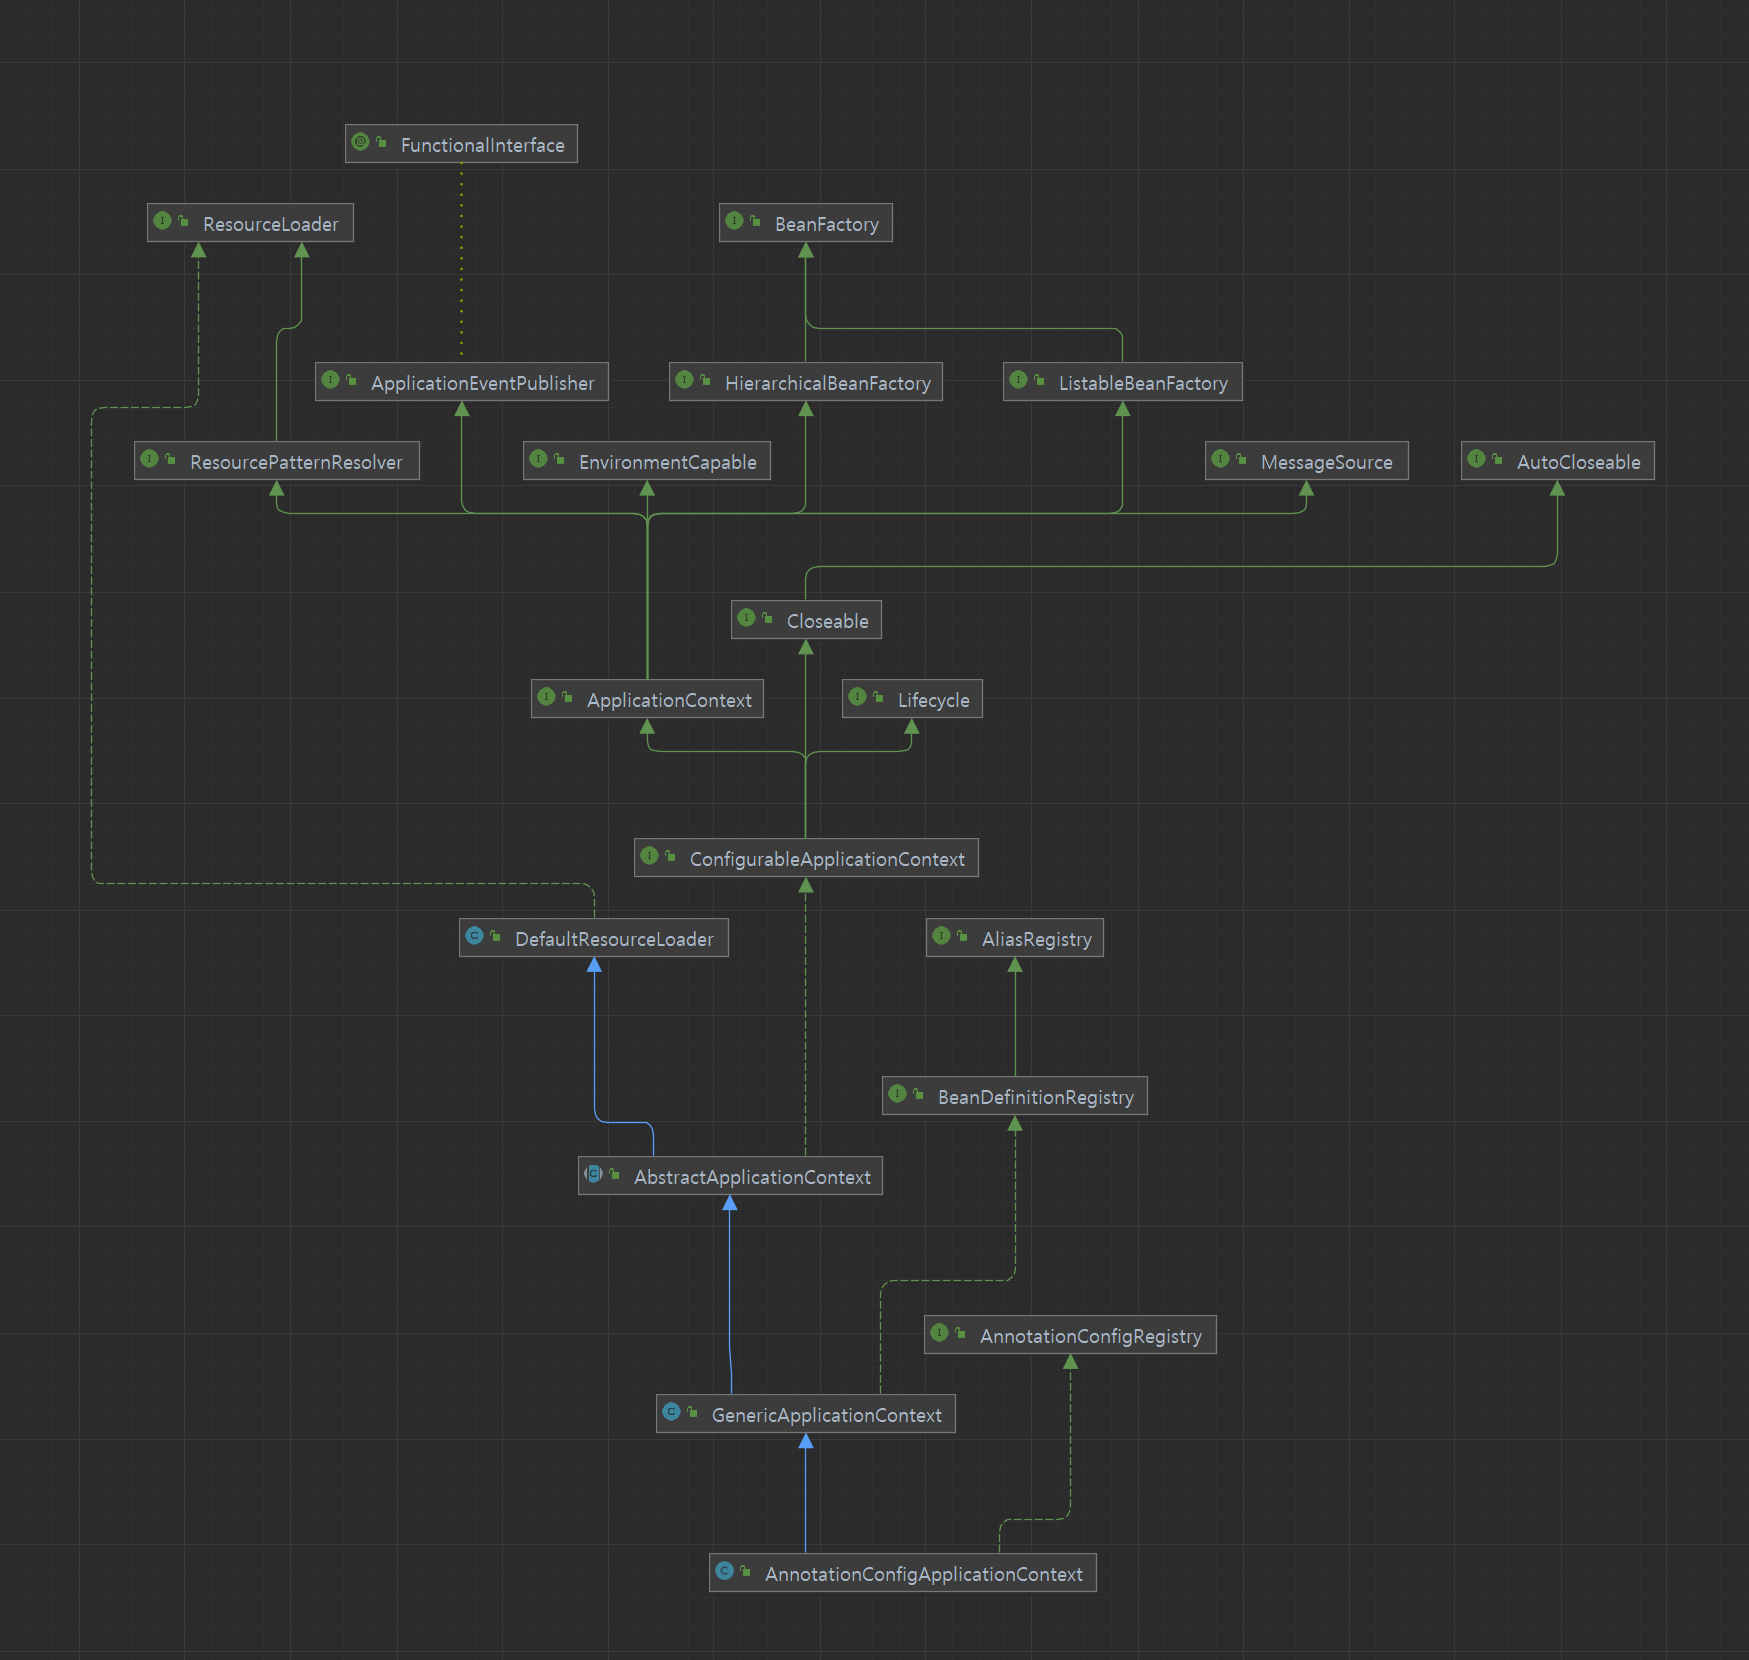 FunctionalInterface
ResourceLoader
BeanFactory
ApplicationEventPublisher
HierarchicalBeanFactory
ListableBeanFactory
ResourcePatternResolver
EnvironmentCapable
MessageSource
AutoCloseable
Closeable
ApplicationContext
Lifecycle
ConfigurableApplicationContext
DefaultResourceLoader
AliasRegistry
BeanDefinitionRegistry
AbstractApplicationContext
AnnotationConfigRegistry
GenericApplicationContext
AnnotationConfigApplicationContext